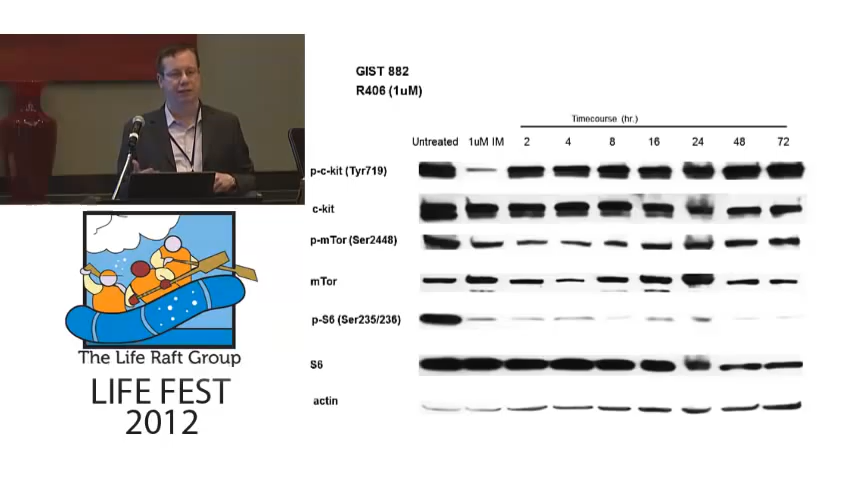 GIST 882
R406 (1uM)
Timecourse (hr.)
Untreated 1uM IM 2 4 8 16 24 48 72
p-c-kit (Tyr719)
c-kit
p-mTor (Ser2448)
mTor
p-S6 (Ser235/236)
S6
actin
The Life Raft Group
LIFE FEST
2012